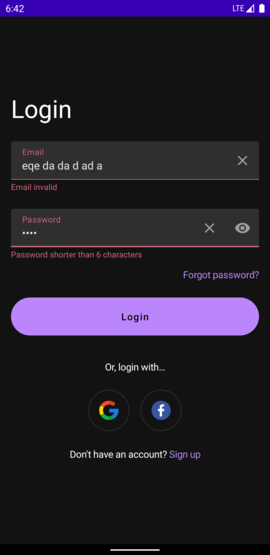 6:42
LTE
Login
Email
eqe da da d ad a
Email invalid
Password
••••
Password shorter than 6 characters
Forgot password?
Login
Or, login with...
Don't have an account? Sign up